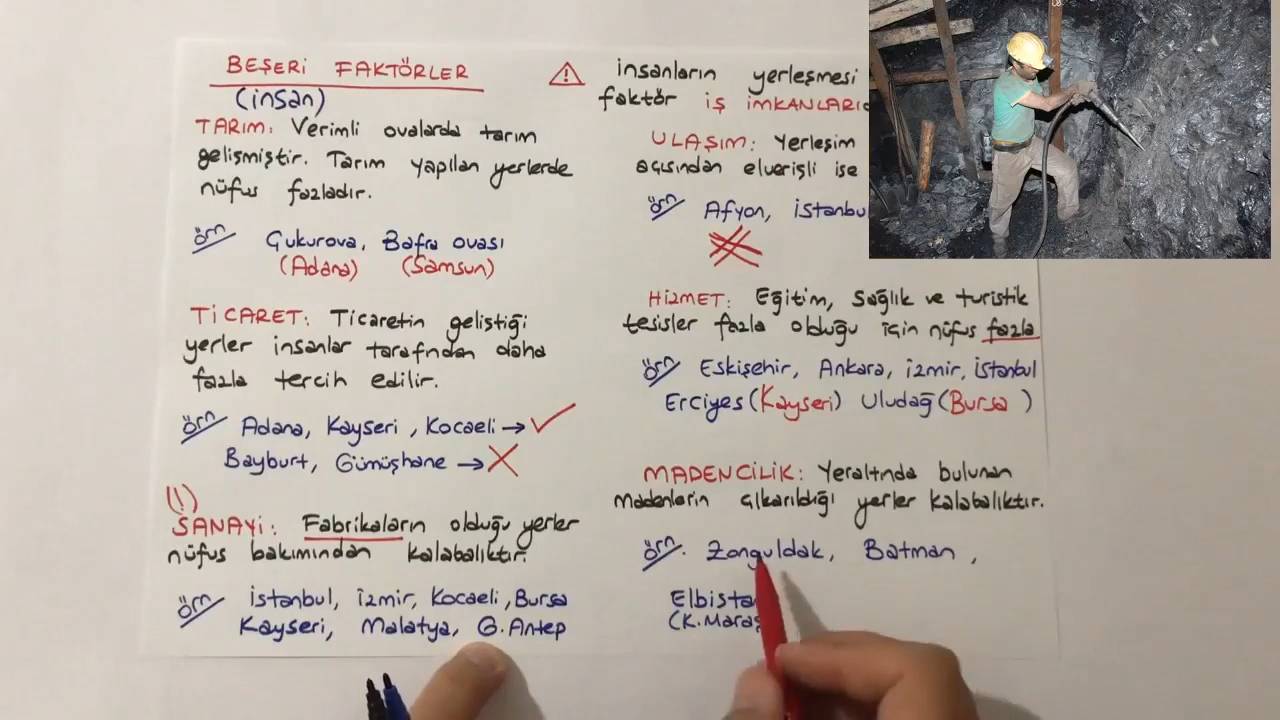 BEŞERİ FAKTÖRLER
(insan)
TARIM: Verimli ovalarda tarım
gelişmiştir. Tarım yapılan yerlerde
nüfus fazladır.
örn Çukurova, Bafra ovası
(Adana) (Samsun)
TİCARET: Ticaretin geliştiği
yerler insanlar tarafından daha
fazla tercih edilir.
örn Adana, Kayseri, Kocaeli → ✓
Bayburt, Gümüşhane → X
(!)
SANAYİ: Fabrikaların olduğu yerler
nüfus bakımından kalabalıktır.
örn İstanbul, İzmir, Kocaeli, Bursa
Kayseri, Malatya, G.Antep
⚠ insanların yerleşmesi
faktör İŞ İMKANLARI
ULAŞIM: Yerleşim
açısından elverişli ise
örn Afyon, İstanbu
HİZMET: Eğitim, Sağlık ve turistik
tesisler fazla olduğu için nüfus fazla
örn Eskişehir, Ankara, İzmir, İstanbul
Erciyes (Kayseri) Uludağ (Bursa)
MADENCİLİK: Yeraltında bulunan
madenlerin çıkarıldığı yerler kalabalıktır.
örn. Zonguldak, Batman,
Elbista
(K.Maraş